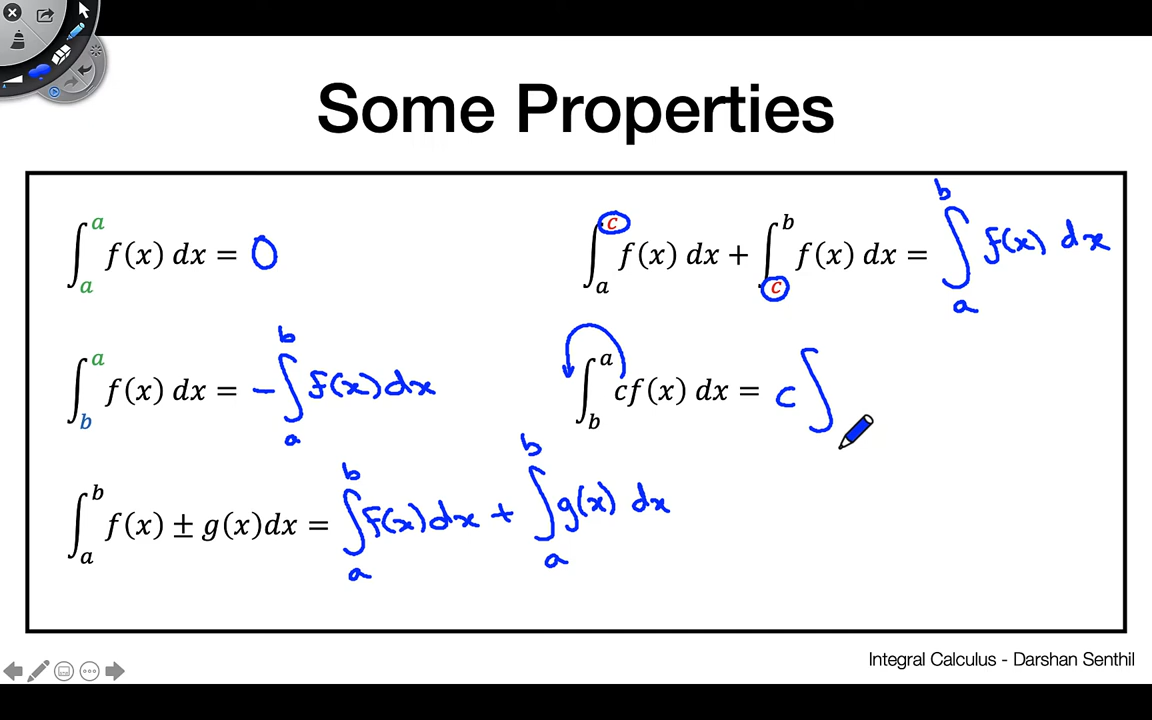 Some Properties
∫_a^a f(x) dx = 0
∫_a^c f(x) dx + ∫_c^b f(x) dx = ∫_a^b f(x) dx
∫_b^a f(x) dx = - ∫_a^b f(x) dx
∫_b^a cf(x) dx = c ∫
∫_a^b f(x) ± g(x)dx = ∫_a^b f(x) dx + ∫_a^b g(x) dx
Integral Calculus - Darshan Senthil